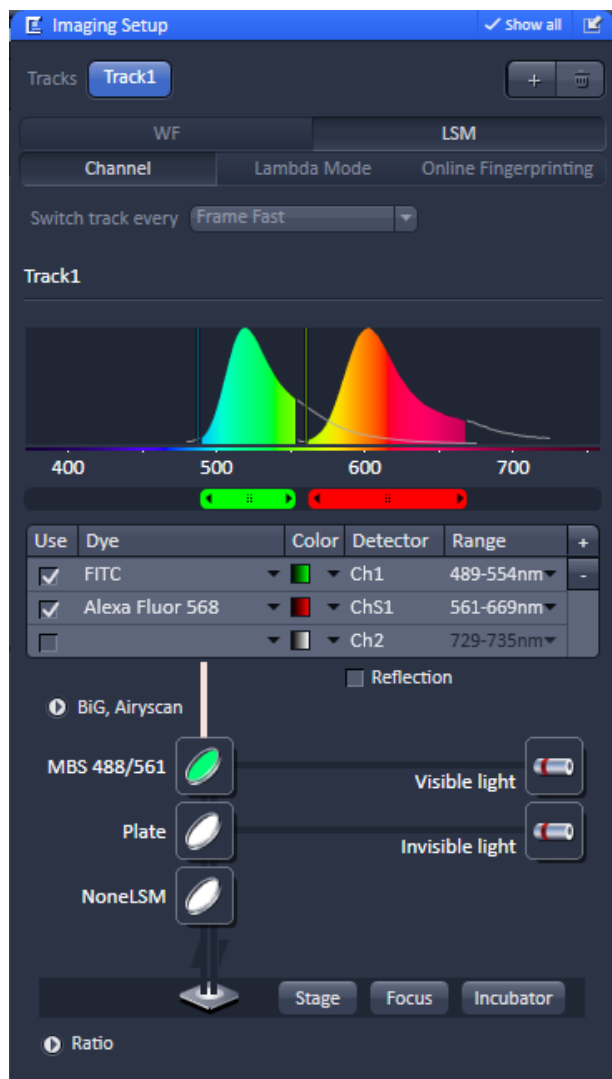 Imaging Setup Show all
Tracks Track1 +
WF LSM
Channel Lambda Mode Online Fingerprinting
Switch track every Frame Fast
Track1
400 500 600 700
Use Dye Color Detector Range +
FITC Ch1 489-554nm -
Alexa Fluor 568 ChS1 561-669nm
Ch2 729-735nm
Reflection
BiG, Airyscan
MBS 488/561
Visible light
Plate
Invisible light
NoneLSM
Stage Focus Incubator
Ratio